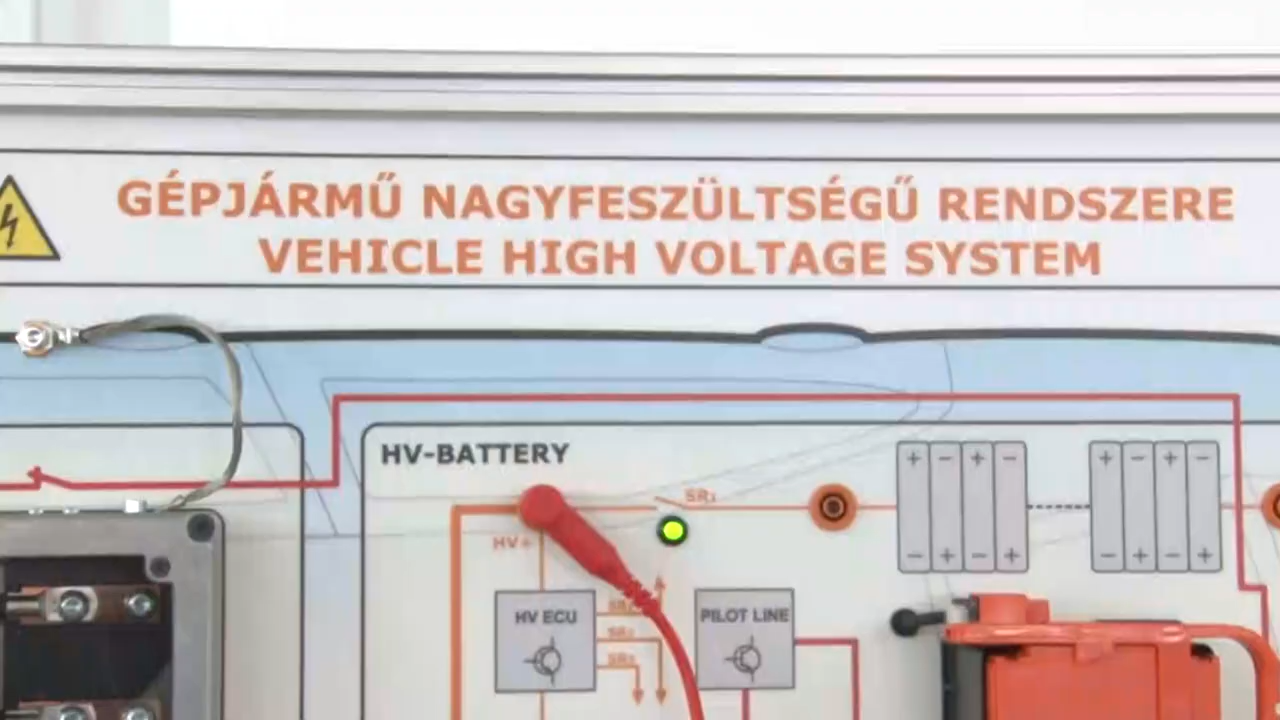 GÉPJÁRMŰ NAGYFESZÜLTSÉGŰ RENDSZERE
VEHICLE HIGH VOLTAGE SYSTEM
HV-BATTERY
HV+
HV ECU
PILOT LINE